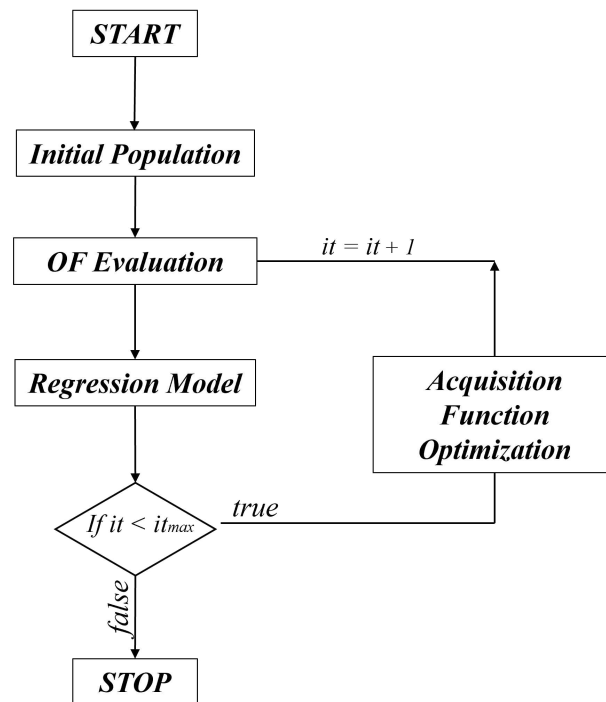 START
Initial Population
OF Evaluation
it = it + 1
Regression Model
Acquisition
Function
Optimization
If it < itmax
true
false
STOP